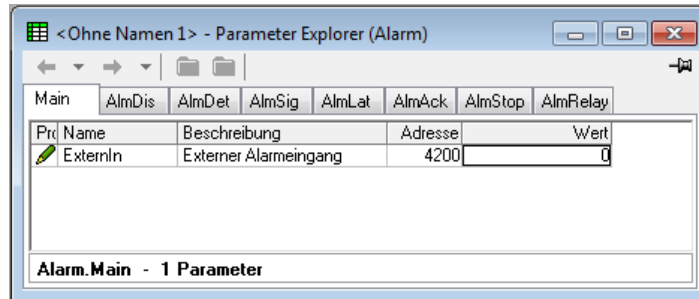 <Ohne Namen 1> - Parameter Explorer (Alarm)
Main AlmDis AlmDet AlmSig AlmLat AlmAck AlmStop AlmRelay
Pro Name Beschreibung Adresse Wert
ExternIn Externer Alarmeingang 4200 0
Alarm.Main - 1 Parameter